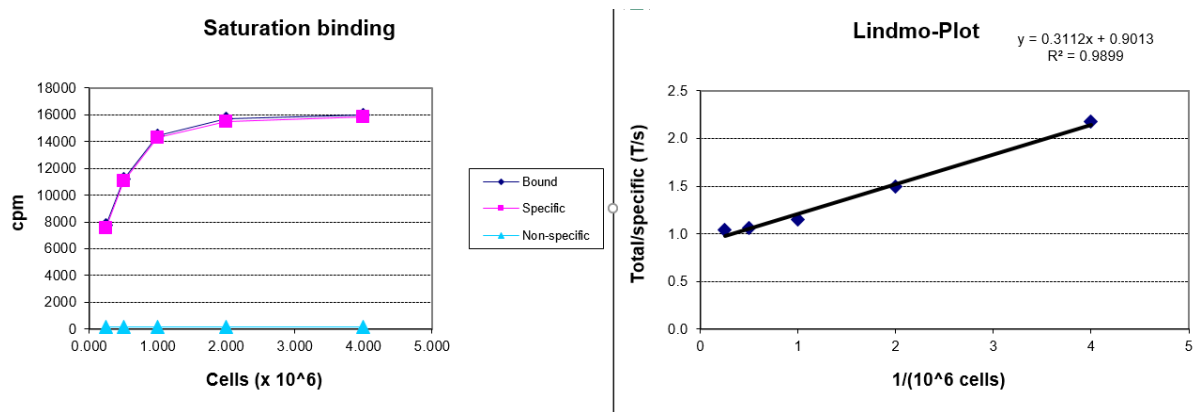 Saturation binding
18000
16000
14000
12000
10000
8000
6000
4000
2000
0
cpm
0.000 1.000 2.000 3.000 4.000 5.000
Cells (x 10^6)
Bound
Specific
Non-specific
Lindmo-Plot
y = 0.3112x + 0.9013
R² = 0.9899
2.5
2.0
1.5
1.0
0.5
0.0
Total/specific (T/s)
0 1 2 3 4 5
1/(10^6 cells)